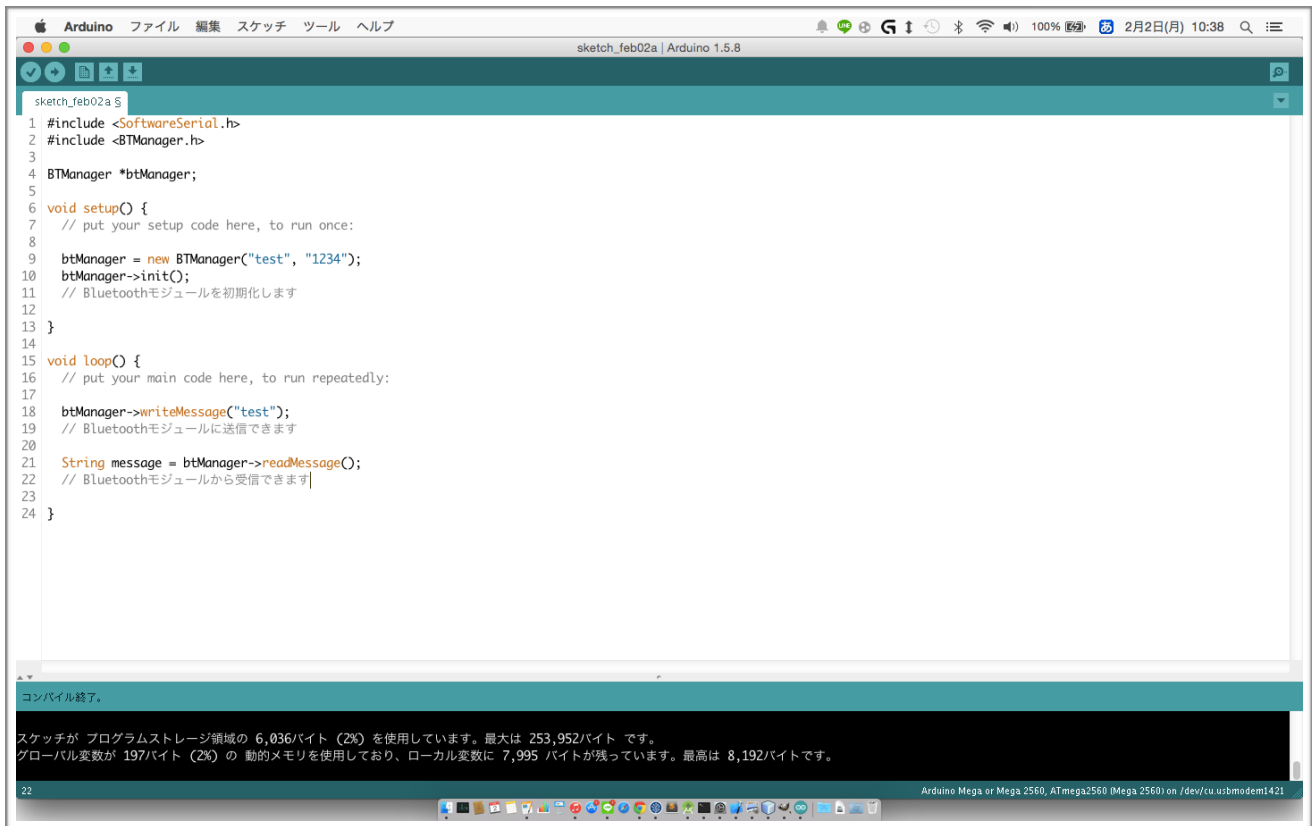 Arduino ファイル 編集 スケッチ ツール ヘルプ 100% あ 2月2日(月) 10:38
sketch_feb02a | Arduino 1.5.8
sketch_feb02a §
1 #include <SoftwareSerial.h>
2 #include <BTManager.h>
3
4 BTManager *btManager;
5
6 void setup() {
7   // put your setup code here, to run once:
8
9   btManager = new BTManager("test", "1234");
10   btManager->init();
11   // Bluetoothモジュールを初期化します
12
13 }
14
15 void loop() {
16   // put your main code here, to run repeatedly:
17
18   btManager->writeMessage("test");
19   // Bluetoothモジュールに送信できます
20
21   String message = btManager->readMessage();
22   // Bluetoothモジュールから受信できます
23
24 }
コンパイル終了。
スケッチが プログラムストレージ領域の 6,036バイト (2%) を使用しています。最大は 253,952バイト です。
グローバル変数が 197バイト (2%) の 動的メモリを使用しており、ローカル変数に 7,995 バイトが残っています。最高は 8,192バイトです。
22 Arduino Mega or Mega 2560, ATmega2560 (Mega 2560) on /dev/cu.usbmodem1421